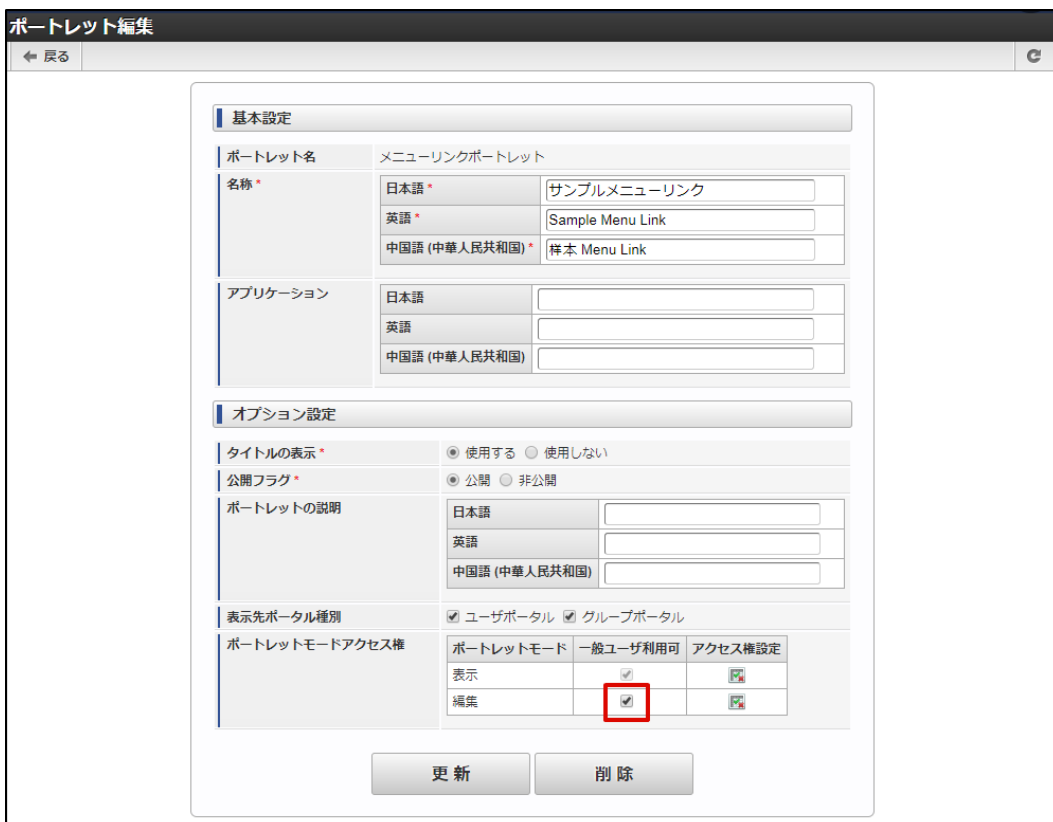 ポートレット編集
戻る
基本設定
ポートレット名 メニューリンクポートレット
名称 * 日本語 * サンプルメニューリンク
英語 * Sample Menu Link
中国語 (中華人民共和国) * 样本 Menu Link
アプリケーション 日本語
英語
中国語 (中華人民共和国)
オプション設定
タイトルの表示 * 使用する 使用しない
公開フラグ * 公開 非公開
ポートレットの説明 日本語
英語
中国語 (中華人民共和国)
表示先ポータル種別 ユーザポータル グループポータル
ポートレットモードアクセス権 ポートレットモード 一般ユーザ利用可 アクセス権設定
表示
編集
更新 削除